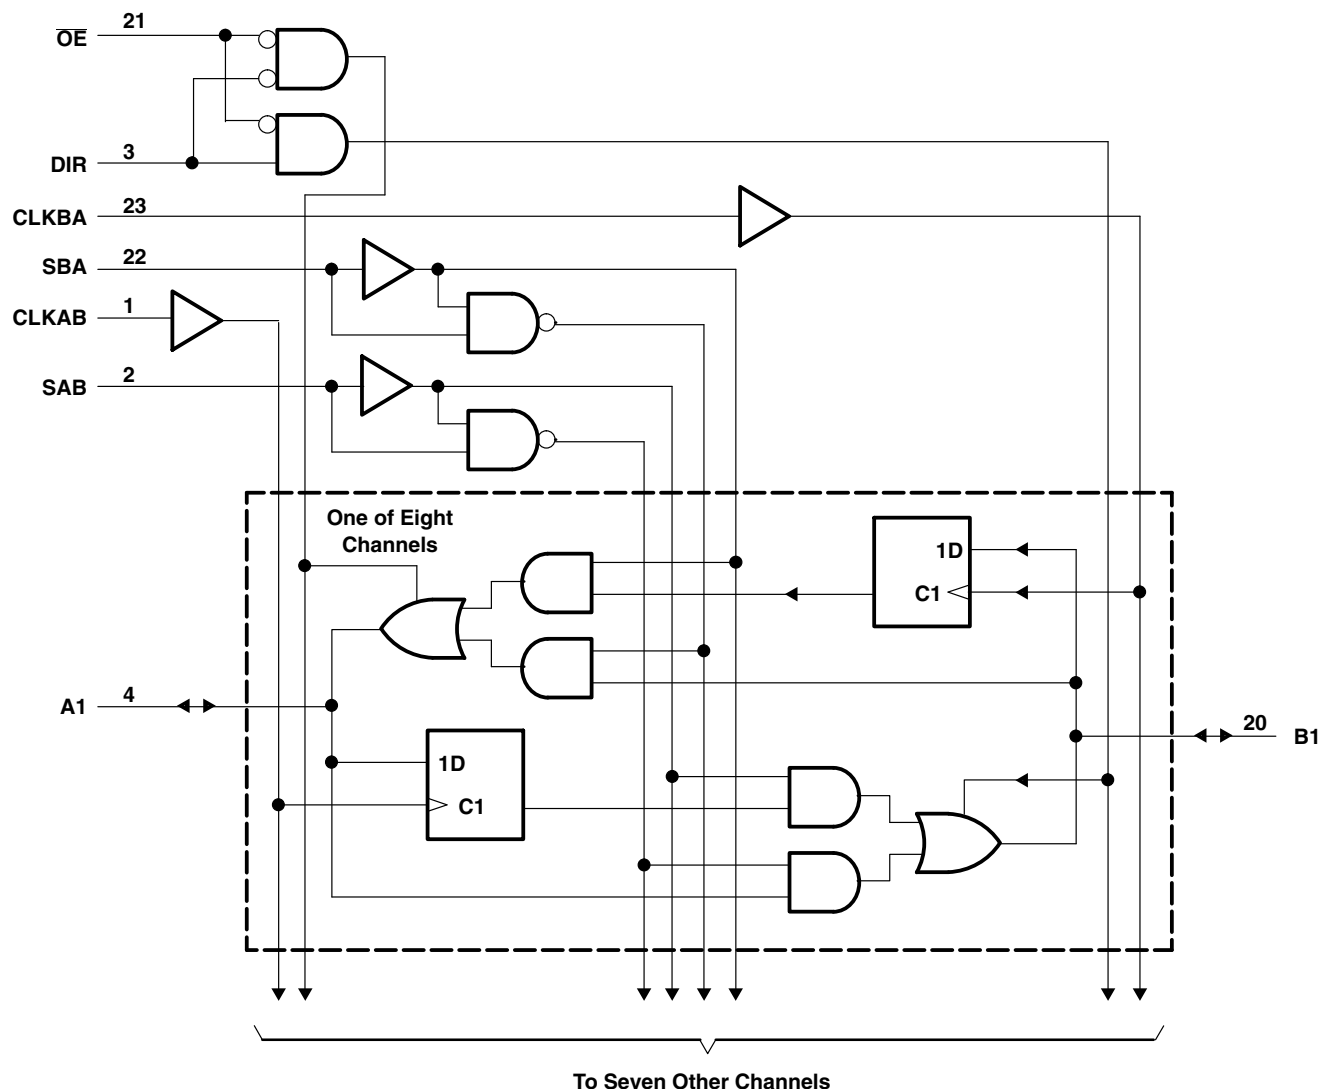 OE
21
DIR
3
CLKBA
23
SBA
22
CLKAB
1
SAB
2
One of Eight
Channels
1D
C1
A1
4
1D
C1
20
B1
To Seven Other Channels